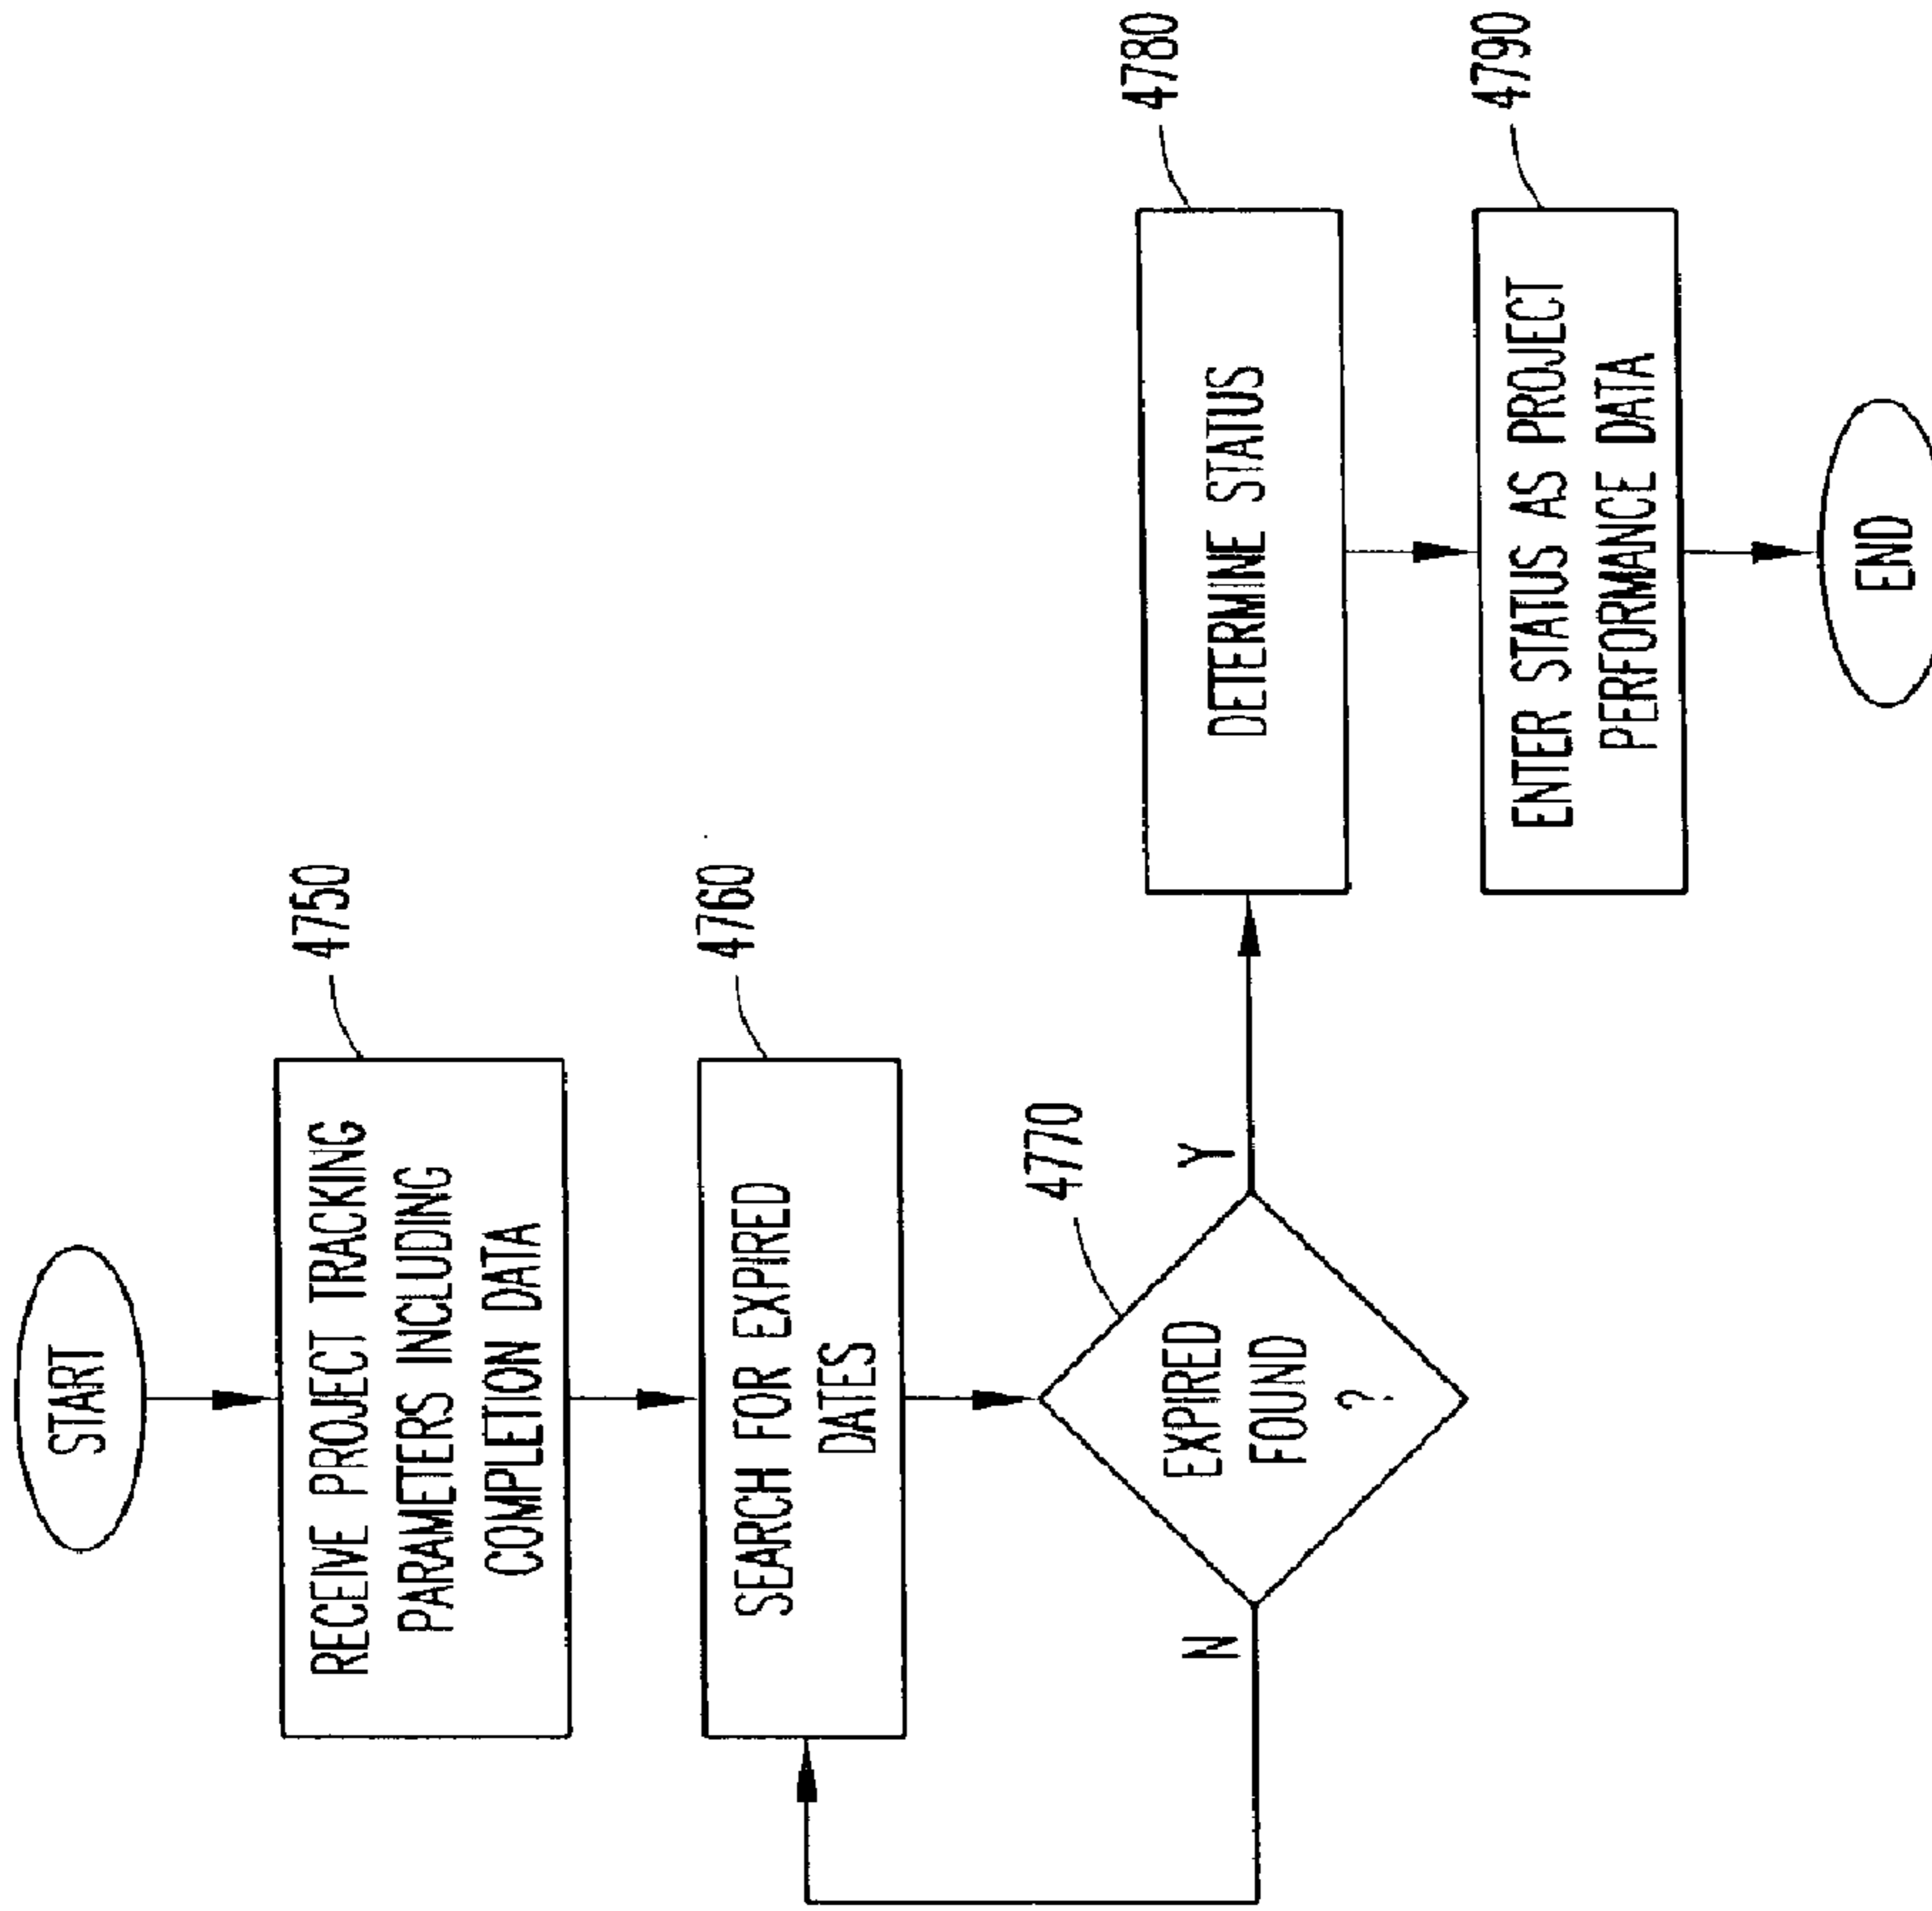 START
4750
RECEIVE PROJECT TRACKING
PARAMETERS INCLUDING
COMPLETION DATA
4760
SEARCH FOR EXPIRED
DATES
4770
EXPIRED
FOUND
?
N
Y
4780
DETERMINE STATUS
4790
ENTER STATUS AS PROJECT
PERFORMANCE DATA
END